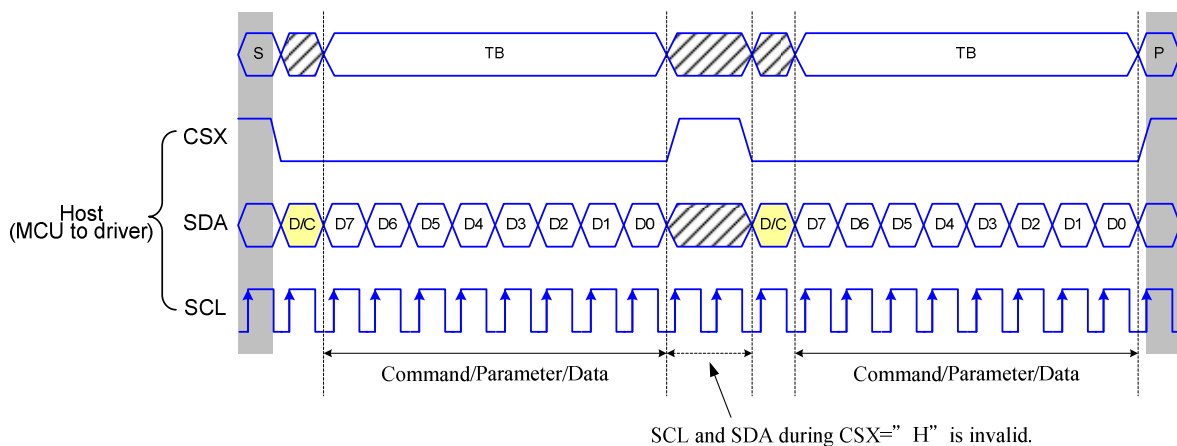 S TB TB P
CSX
Host
(MCU to driver)
SDA D/C D7 D6 D5 D4 D3 D2 D1 D0 D/C D7 D6 D5 D4 D3 D2 D1 D0
SCL
Command/Parameter/Data Command/Parameter/Data
SCL and SDA during CSX=”H” is invalid.